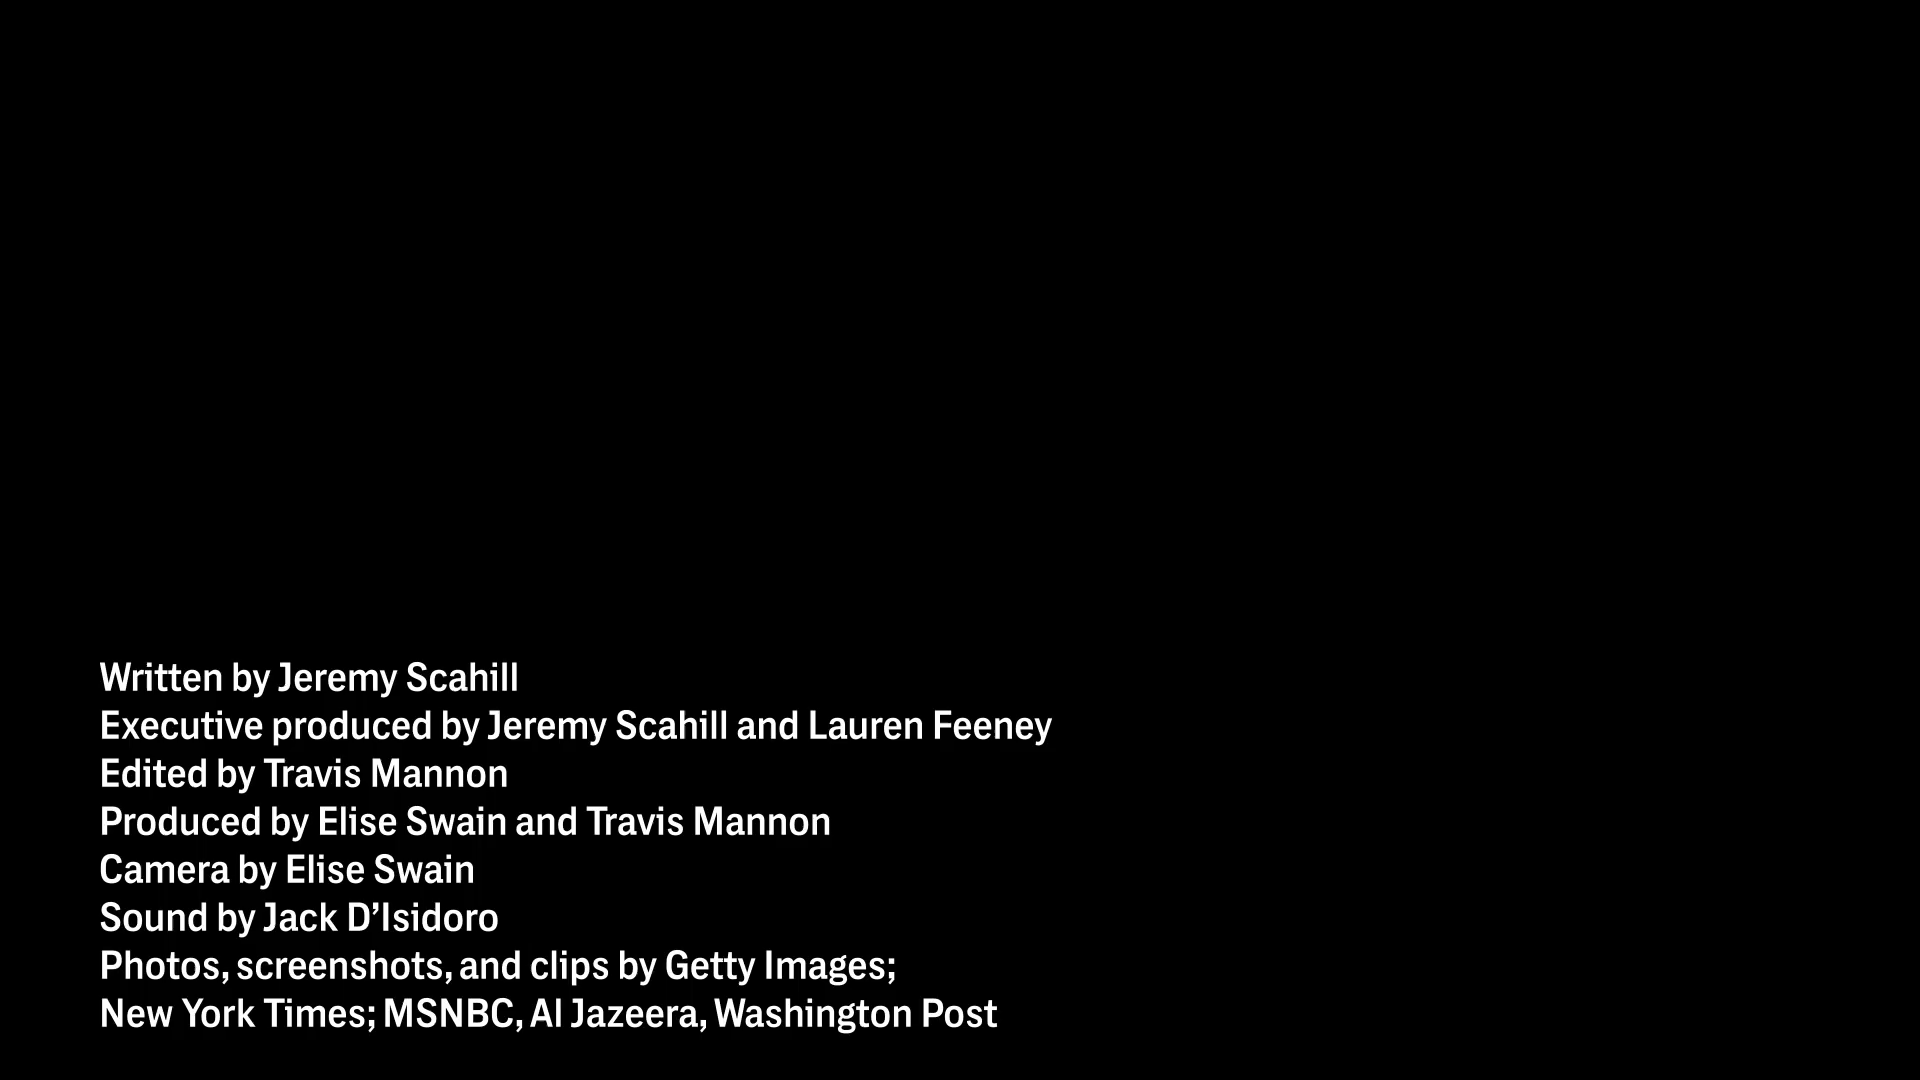 Written by Jeremy Scahill
Executive produced by Jeremy Scahill and Lauren Feeney
Edited by Travis Mannon
Produced by Elise Swain and Travis Mannon
Camera by Elise Swain
Sound by Jack D’Isidoro
Photos, screenshots, and clips by Getty Images;
New York Times; MSNBC, Al Jazeera, Washington Post